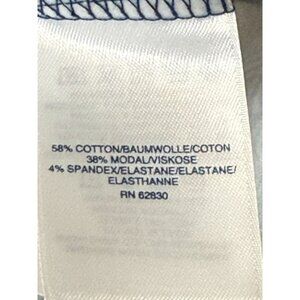 58% COTTON/BAUMWOLLE/COTON
38% MODAL/VISKOSE
4% SPANDEX/ELASTANE/ELASTANE/
ELASTHANNE
RN 62830